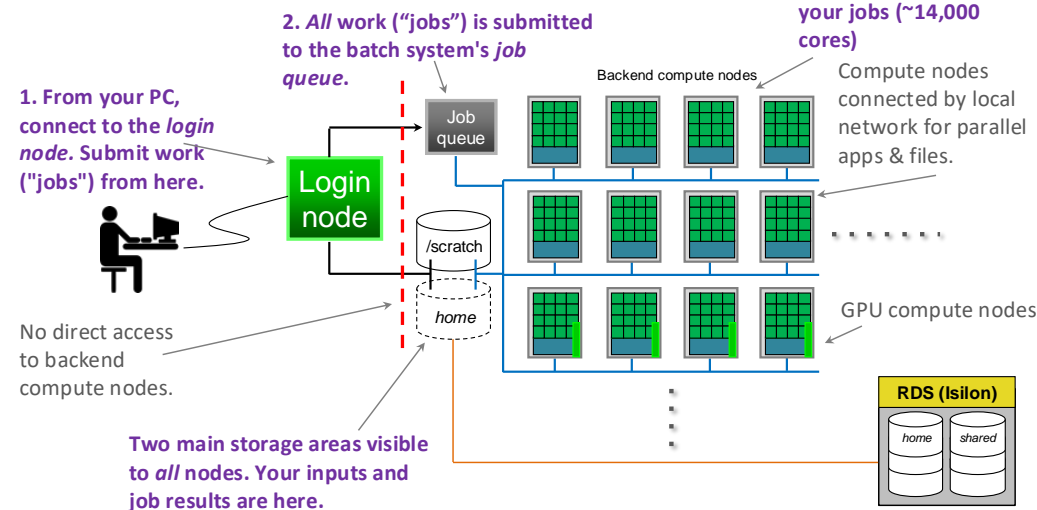 2. All work (“jobs”) is submitted
to the batch system's job
queue.
your jobs (~14,000
cores)
Backend compute nodes
Compute nodes
connected by local
network for parallel
apps & files.
1. From your PC,
connect to the login
node. Submit work
("jobs") from here.
Job
queue
Login
node
/scratch
home
No direct access
to backend
compute nodes.
GPU compute nodes
RDS (Isilon)
home
shared
Two main storage areas visible
to all nodes. Your inputs and
job results are here.